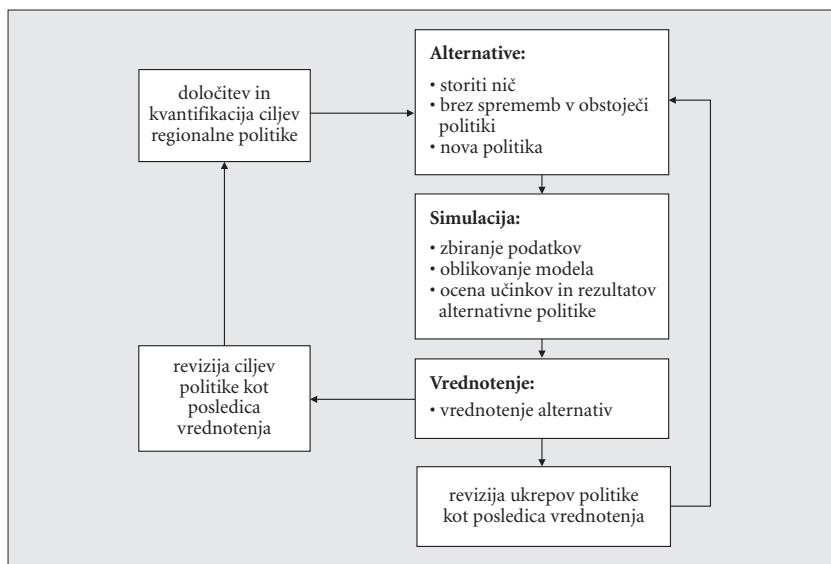 določitev in
kvantifikacija ciljev
regionalne politike
Alternative:
• storiti nič
• brez sprememb v obstoječi
politiki
• nova politika
Simulacija:
• zbiranje podatkov
• oblikovanje modela
• ocena učinkov in rezultatov
alternativne politike
Vrednotenje:
• vrednotenje alternativ
revizija ciljev
politike kot
posledica
vrednotenja
revizija ukrepov politike
kot posledica vrednotenja